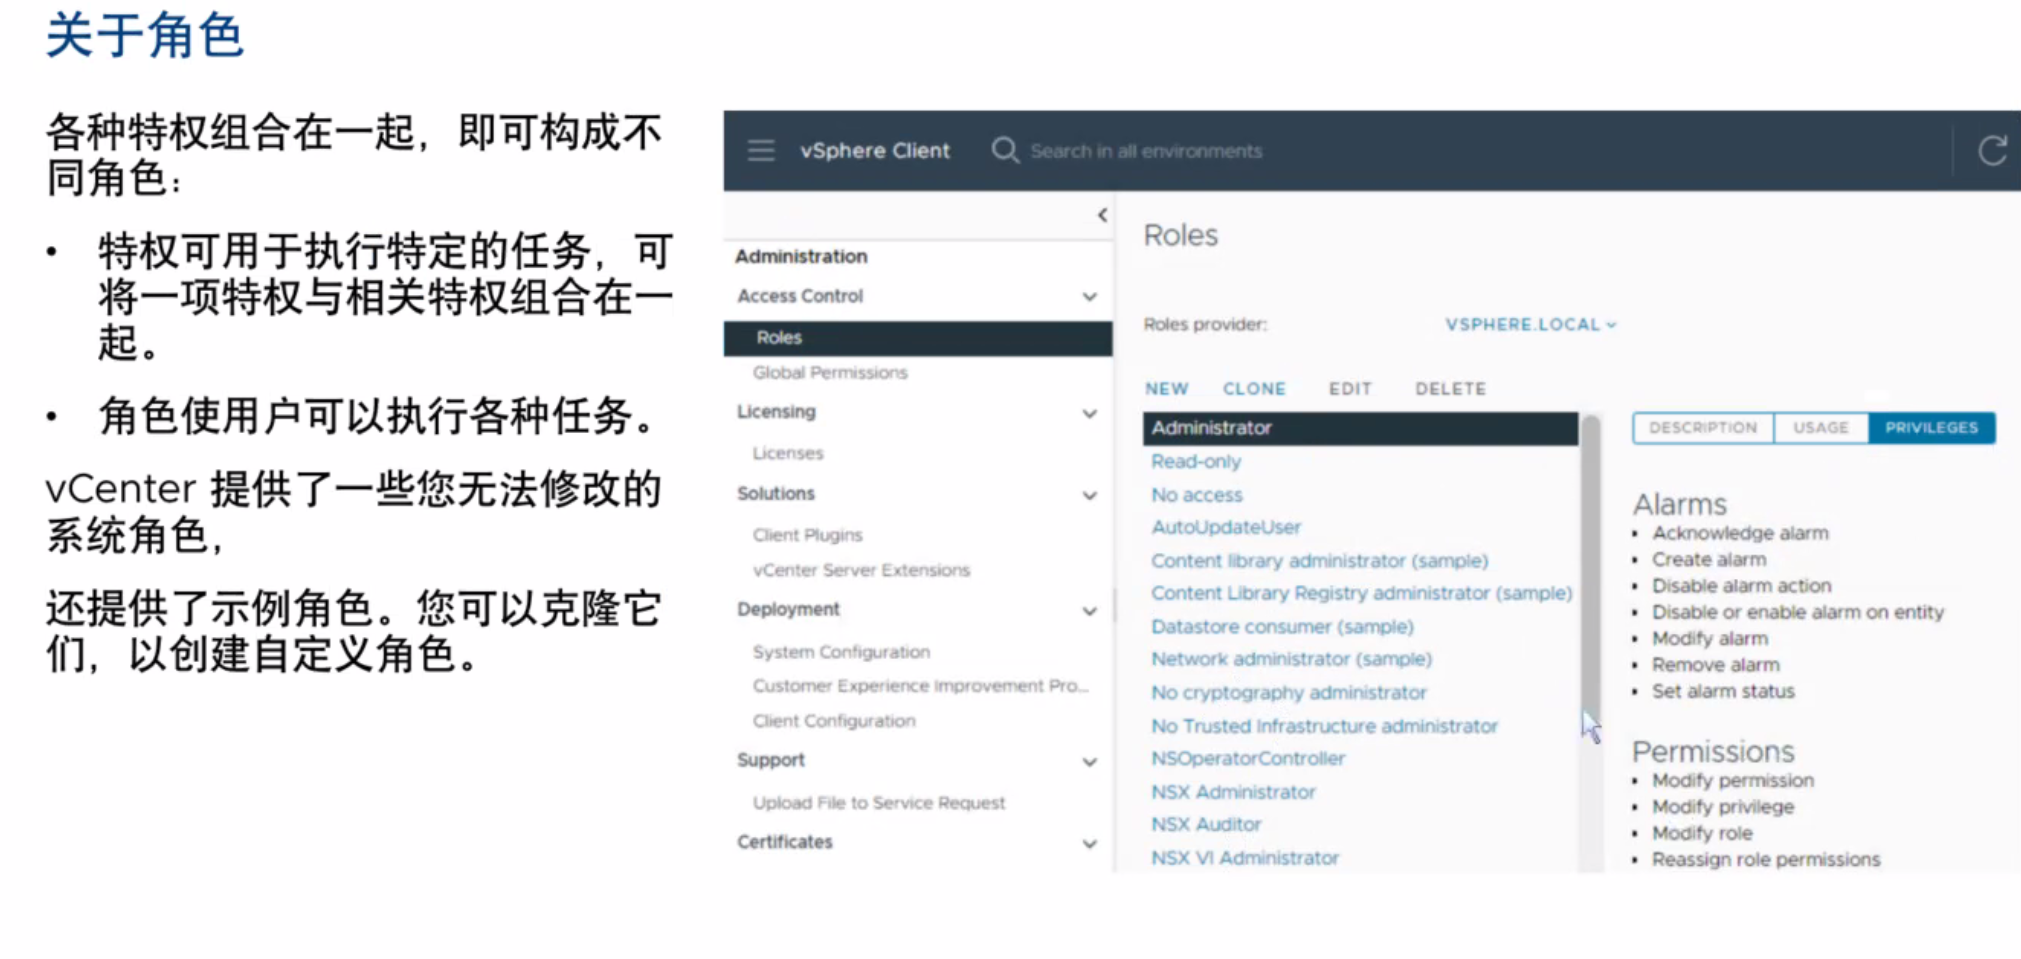 关于角色
各种特权组合在一起，即可构成不
同角色：
• 特权可用于执行特定的任务，可
将一项特权与相关特权组合在一
起。
• 角色使用户可以执行各种任务。
vCenter 提供了一些您无法修改的
系统角色，
还提供了示例角色。您可以克隆它
们，以创建自定义角色。
vSphere Client
Search in all environments
Administration
Access Control
Roles
Global Permissions
Licensing
Licenses
Solutions
Client Plugins
vCenter Server Extensions
Deployment
System Configuration
Customer Experience Improvement Pro...
Client Configuration
Support
Upload File to Service Request
Certificates
Roles
Roles provider: VSPHERE.LOCAL
NEW CLONE EDIT DELETE
Administrator
Read-only
No access
AutoUpdateUser
Content library administrator (sample)
Content Library Registry administrator (sample)
Datastore consumer (sample)
Network administrator (sample)
No cryptography administrator
No Trusted Infrastructure administrator
NSOperatorController
NSX Administrator
NSX Auditor
NSX VI Administrator
DESCRIPTION USAGE PRIVILEGES
Alarms
• Acknowledge alarm
• Create alarm
• Disable alarm action
• Disable or enable alarm on entity
• Modify alarm
• Remove alarm
• Set alarm status
Permissions
• Modify permission
• Modify privilege
• Modify role
• Reassign role permissions